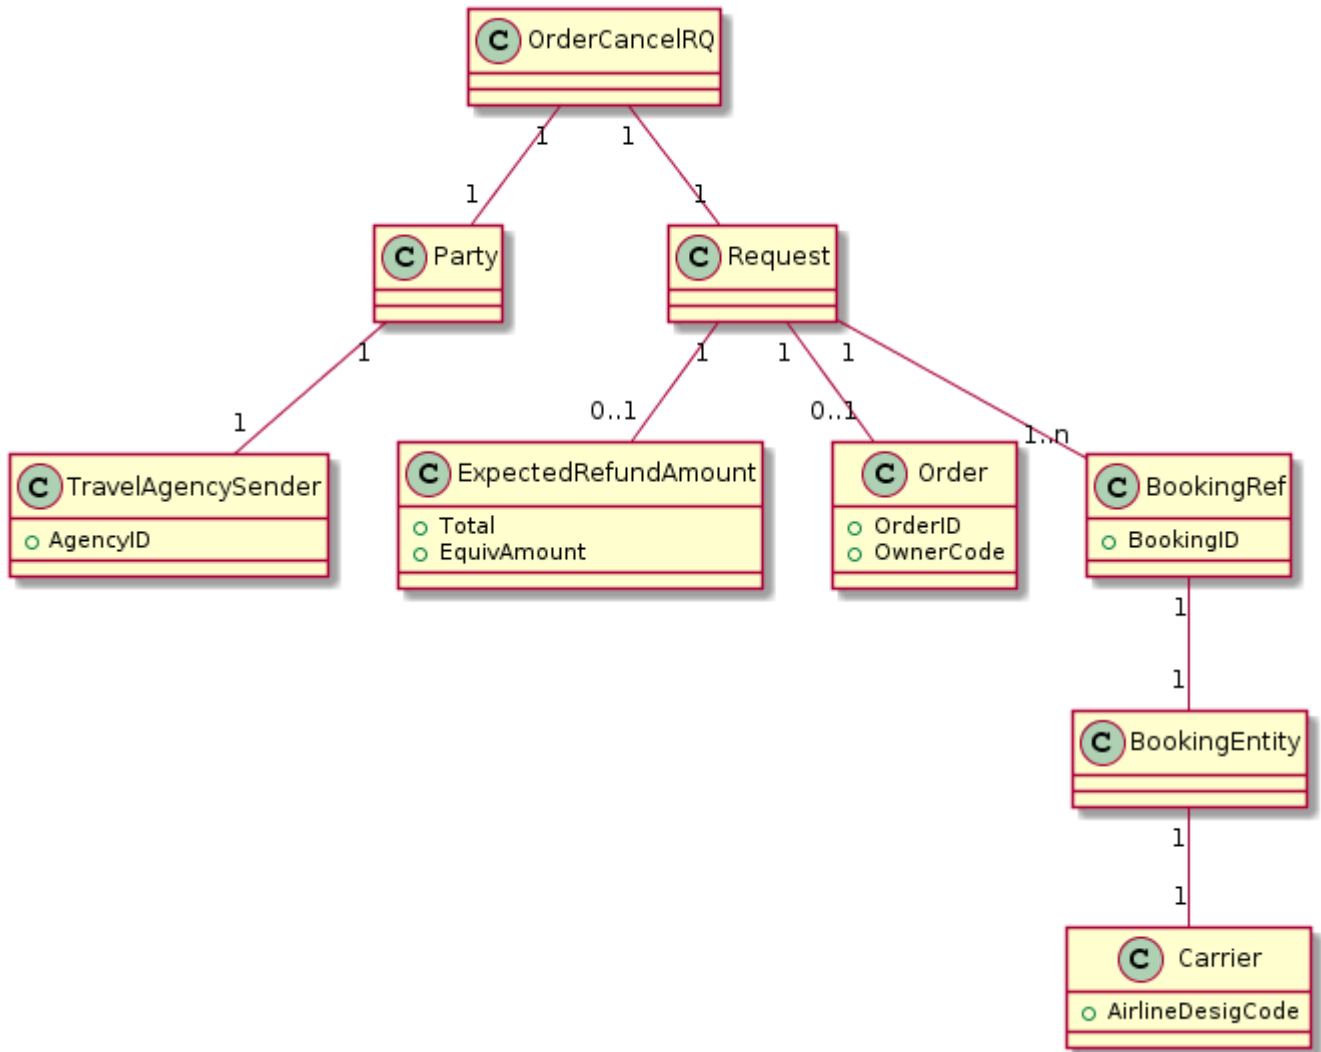 C OrderCancelRQ
1 1
1 1
C Party
C Request
1 1 1 1
1 0..1 0..1 1..n
C TravelAgencySender
AgencyID
C ExpectedRefundAmount
Total
EquivAmount
C Order
OrderID
OwnerCode
C BookingRef
BookingID
1
1
C BookingEntity
1
1
C Carrier
AirlineDesigCode